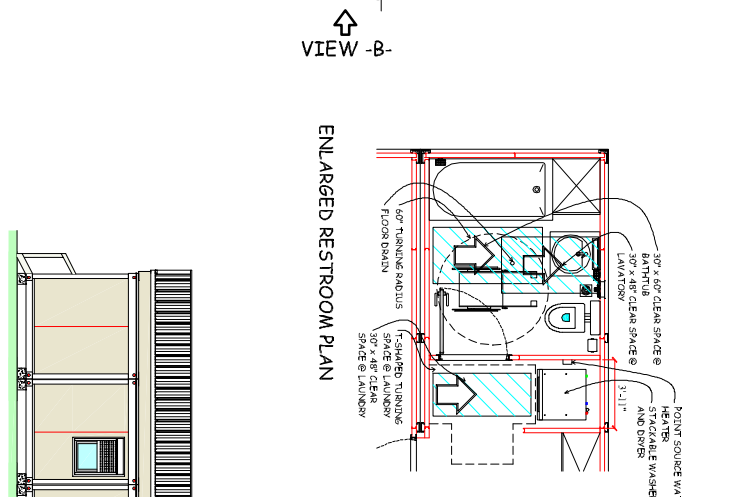 VIEW -B-
ENLARGED RESTROOM PLAN
60" TURNING RADIUS
FLOOR DRAIN
30" x 60" CLEAR SPACE @
BATHTUB
30" x 48" CLEAR SPACE @
LAVATORY
T-SHAPED TURNING
SPACE @ LAUNDRY
30" x 48" CLEAR
SPACE @ LAUNDRY
3'-11"
POINT SOURCE WA
HEATER
STACKABLE WASHE
AND DRYER